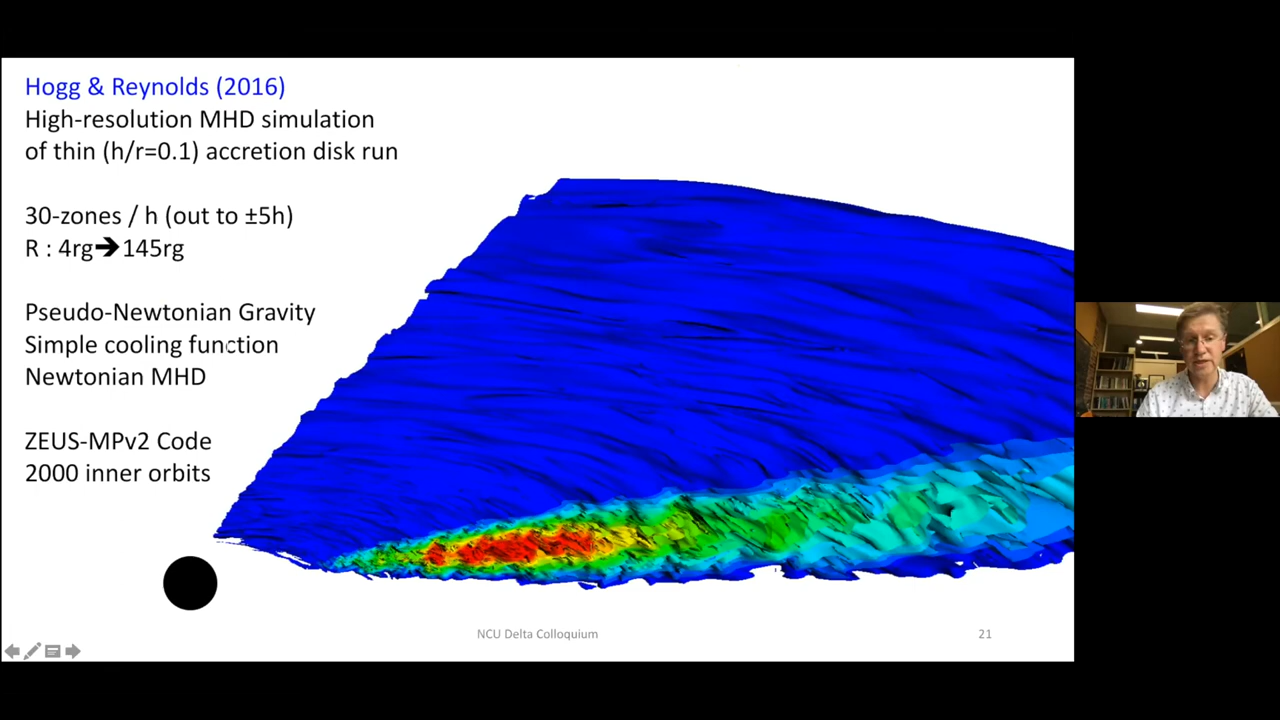 Hogg & Reynolds (2016)
High-resolution MHD simulation
of thin (h/r=0.1) accretion disk run
30-zones / h (out to ±5h)
R : 4rg➔145rg
Pseudo-Newtonian Gravity
Simple cooling function
Newtonian MHD
ZEUS-MPv2 Code
2000 inner orbits
NCU Delta Colloquium
21